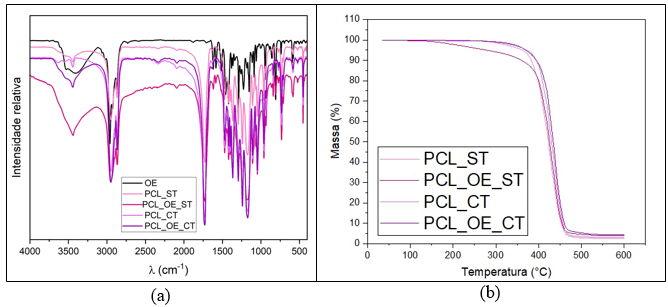 Intensidade relativa
OE
PCL_ST
PCL_OE_ST
PCL_CT
PCL_OE_CT
4000 3500 3000 2500 2000 1500 1000 500
λ (cm-1)
(a)
Massa (%)
110
100
90
80
70
60
50
40
30
20
10
0
PCL_ST
PCL_OE_ST
PCL_CT
PCL_OE_CT
0 100 200 300 400 500 600 700
Temperatura (°C)
(b)